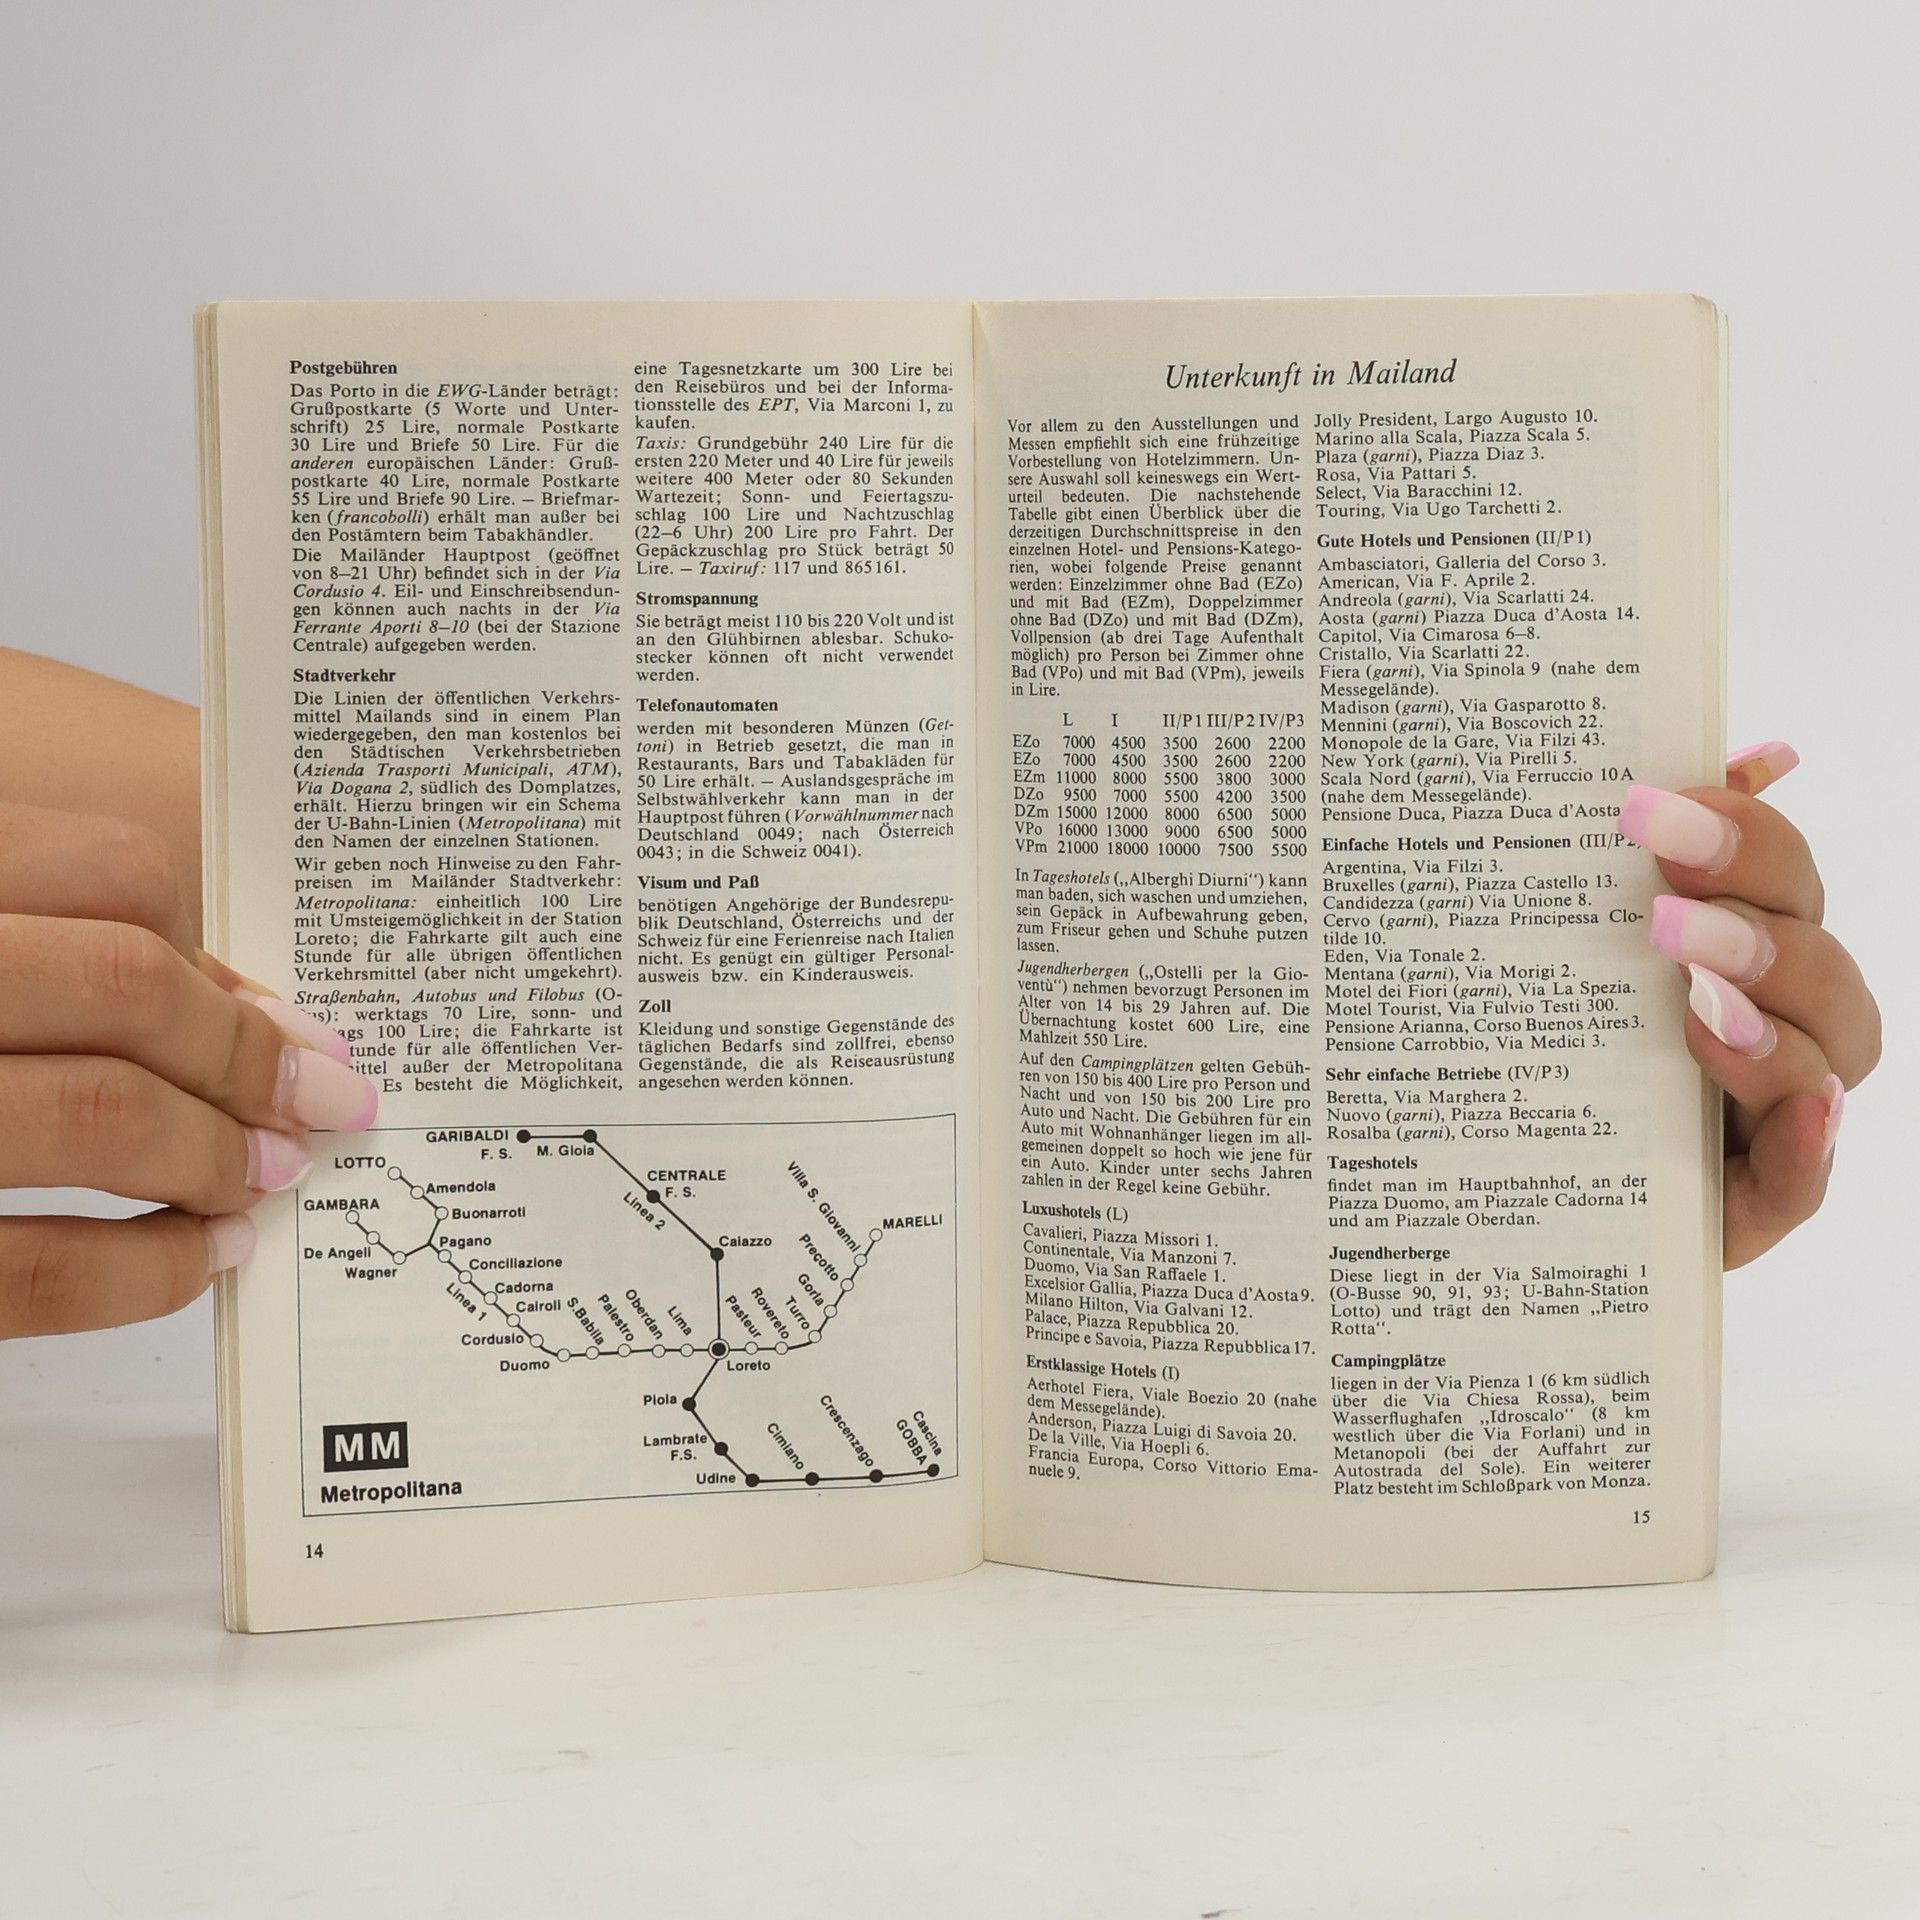 Postgebühren
Das Porto in die EWG-Länder beträgt:
Grußpostkarte (5 Worte und Unter-
schrift) 25 Lire, normale Postkarte
30 Lire und Briefe 50 Lire. Für die
anderen europäischen Länder: Gruß-
postkarte 40 Lire, normale Postkarte
55 Lire und Briefe 90 Lire. – Briefmar-
ken (francobolli) erhält man außer bei
den Postämtern beim Tabakhändler.
Die Mailänder Hauptpost (geöffnet
von 8–21 Uhr) befindet sich in der Via
Cordusio 4. Eil- und Einschreibsendun-
gen können auch nachts in der Via
Ferrante Aporti 8–10 (bei der Stazione
Centrale) aufgegeben werden.
Stadtverkehr
Die Linien der öffentlichen Verkehrs-
mittel Mailands sind in einem Plan
wiedergegeben, den man kostenlos bei
den Städtischen Verkehrsbetrieben
(Azienda Trasporti Municipali, ATM),
Via Dogana 2, südlich des Domplatzes,
erhält. Hierzu bringen wir ein Schema
der U-Bahn-Linien (Metropolitana) mit
den Namen der einzelnen Stationen.
Wir geben noch Hinweise zu den Fahr-
preisen im Mailänder Stadtverkehr:
Metropolitana: einheitlich 100 Lire
mit Umsteigemöglichkeit in der Station
Loreto; die Fahrkarte gilt auch eine
Stunde für alle übrigen öffentlichen
Verkehrsmittel (aber nicht umgekehrt).
Straßenbahn, Autobus und Filobus (O-
us): werktags 70 Lire, sonn- und
ags 100 Lire; die Fahrkarte ist
tunde für alle öffentlichen Ver-
ittel außer der Metropolitana
Es besteht die Möglichkeit,
eine Tagesnetzkarte um 300 Lire bei
den Reisebüros und bei der Informa-
tionsstelle des EPT, Via Marconi 1, zu
kaufen.
Taxis: Grundgebühr 240 Lire für die
ersten 220 Meter und 40 Lire für jeweils
weitere 400 Meter oder 80 Sekunden
Wartezeit; Sonn- und Feiertagszu-
schlag 100 Lire und Nachtzuschlag
(22–6 Uhr) 200 Lire pro Fahrt. Der
Gepäckzuschlag pro Stück beträgt 50
Lire. – Taxiruf: 117 und 865161.
Stromspannung
Sie beträgt meist 110 bis 220 Volt und ist
an den Glühbirnen ablesbar. Schuko-
stecker können oft nicht verwendet
werden.
Telefonautomaten
werden mit besonderen Münzen (Get-
toni) in Betrieb gesetzt, die man in
Restaurants, Bars und Tabakläden für
50 Lire erhält. – Auslandsgespräche im
Selbstwählverkehr kann man in der
Hauptpost führen (Vorwählnummer nach
Deutschland 0049; nach Österreich
0043; in die Schweiz 0041).
Visum und Paß
benötigen Angehörige der Bundesrepu-
blik Deutschland, Österreichs und der
Schweiz für eine Ferienreise nach Italien
nicht. Es genügt ein gültiger Personal-
ausweis bzw. ein Kinderausweis.
Zoll
Kleidung und sonstige Gegenstände des
täglichen Bedarfs sind zollfrei, ebenso
Gegenstände, die als Reiseausrüstung
angesehen werden können.
GARIBALDI
F. S.
M. Gioia
LOTTO
CENTRALE
F. S.
Linea 2
Amendola
GAMBARA
Buonarroti
Villa S. Giovanni
MARELLI
De Angeli
Wagner
Pagano
Caiazzo
Precotto
Conciliazione
Cadorna
Linea 1
Cairoli
Gorla
Turro
Rovereto
Pasteur
Lima
Oberdan
Palestro
S.Babila
Cordusio
Duomo
Loreto
Piola
Lambrate
F.S.
Udine
Cimiano
Crescenzago
Cascina
GOBBA
MM
Metropolitana
14
Unterkunft in Mailand
Vor allem zu den Ausstellungen und
Messen empfiehlt sich eine frühzeitige
Vorbestellung von Hotelzimmern. Un-
sere Auswahl soll keineswegs ein Wert-
urteil bedeuten. Die nachstehende
Tabelle gibt einen Überblick über die
derzeitigen Durchschnittspreise in den
einzelnen Hotel- und Pensions-Katego-
rien, wobei folgende Preise genannt
werden: Einzelzimmer ohne Bad (EZo)
und mit Bad (EZm), Doppelzimmer
ohne Bad (DZo) und mit Bad (DZm),
Vollpension (ab drei Tage Aufenthalt
möglich) pro Person bei Zimmer ohne
Bad (VPo) und mit Bad (VPm), jeweils
in Lire.
L I II/P1 III/P2 IV/P3
EZo 7000 4500 3500 2600 2200
EZo 7000 4500 3500 2600 2200
EZm 11000 8000 5500 3800 3000
DZo 9500 7000 5500 4200 3500
DZm 15000 12000 8000 6500 5000
VPo 16000 13000 9000 6500 5000
VPm 21000 18000 10000 7500 5500
In Tageshotels („Alberghi Diurni“) kann
man baden, sich waschen und umziehen,
sein Gepäck in Aufbewahrung geben,
zum Friseur gehen und Schuhe putzen
lassen.
Jugendherbergen („Ostelli per la Gio-
ventù“) nehmen bevorzugt Personen im
Alter von 14 bis 29 Jahren auf. Die
Übernachtung kostet 600 Lire, eine
Mahlzeit 550 Lire.
Auf den Campingplätzen gelten Gebüh-
ren von 150 bis 400 Lire pro Person und
Nacht und von 150 bis 200 Lire pro
Auto und Nacht. Die Gebühren für ein
Auto mit Wohnanhänger liegen im all-
gemeinen doppelt so hoch wie jene für
ein Auto. Kinder unter sechs Jahren
zahlen in der Regel keine Gebühr.
Luxushotels (L)
Cavalieri, Piazza Missori 1.
Continentale, Via Manzoni 7.
Duomo, Via San Raffaele 1.
Excelsior Gallia, Piazza Duca d'Aosta 9.
Milano Hilton, Via Galvani 12.
Palace, Piazza Repubblica 20.
Principe e Savoia, Piazza Repubblica 17.
Erstklassige Hotels (I)
Aerhotel Fiera, Viale Boezio 20 (nahe
dem Messegelände).
Anderson, Piazza Luigi di Savoia 20.
De la Ville, Via Hoepli 6.
Francia Europa, Corso Vittorio Ema-
nuele 9.
Jolly President, Largo Augusto 10.
Marino alla Scala, Piazza Scala 5.
Plaza (garni), Piazza Diaz 3.
Rosa, Via Pattari 5.
Select, Via Baracchini 12.
Touring, Via Ugo Tarchetti 2.
Gute Hotels und Pensionen (II/P1)
Ambasciatori, Galleria del Corso 3.
American, Via F. Aprile 2.
Andreola (garni), Via Scarlatti 24.
Aosta (garni) Piazza Duca d'Aosta 14.
Capitol, Via Cimarosa 6–8.
Cristallo, Via Scarlatti 22.
Fiera (garni), Via Spinola 9 (nahe dem
Messegelände).
Madison (garni), Via Gasparotto 8.
Mennini (garni), Via Boscovich 22.
Monopole de la Gare, Via Filzi 43.
New York (garni), Via Pirelli 5.
Scala Nord (garni), Via Ferruccio 10A
(nahe dem Messegelände).
Pensione Duca, Piazza Duca d'Aosta
Einfache Hotels und Pensionen (III/P2)
Argentina, Via Filzi 3.
Bruxelles (garni), Piazza Castello 13.
Candidezza (garni) Via Unione 8.
Cervo (garni), Piazza Principessa Clo-
tilde 10.
Eden, Via Tonale 2.
Mentana (garni), Via Morigi 2.
Motel dei Fiori (garni), Via La Spezia.
Motel Tourist, Via Fulvio Testi 300.
Pensione Arianna, Corso Buenos Aires 3.
Pensione Carrobbio, Via Medici 3.
Sehr einfache Betriebe (IV/P3)
Beretta, Via Marghera 2.
Nuovo (garni), Piazza Beccaria 6.
Rosalba (garni), Corso Magenta 22.
Tageshotels
findet man im Hauptbahnhof, an der
Piazza Duomo, am Piazzale Cadorna 14
und am Piazzale Oberdan.
Jugendherberge
Diese liegt in der Via Salmoiraghi 1
(O-Busse 90, 91, 93; U-Bahn-Station
Lotto) und trägt den Namen „Pietro
Rotta“.
Campingplätze
liegen in der Via Pienza 1 (6 km südlich
über die Via Chiesa Rossa), beim
Wasserflughafen „Idroscalo“ (8 km
westlich über die Via Forlani) und in
Metanopoli (bei der Auffahrt zur
Autostrada del Sole). Ein weiterer
Platz besteht im Schloßpark von Monza.
15